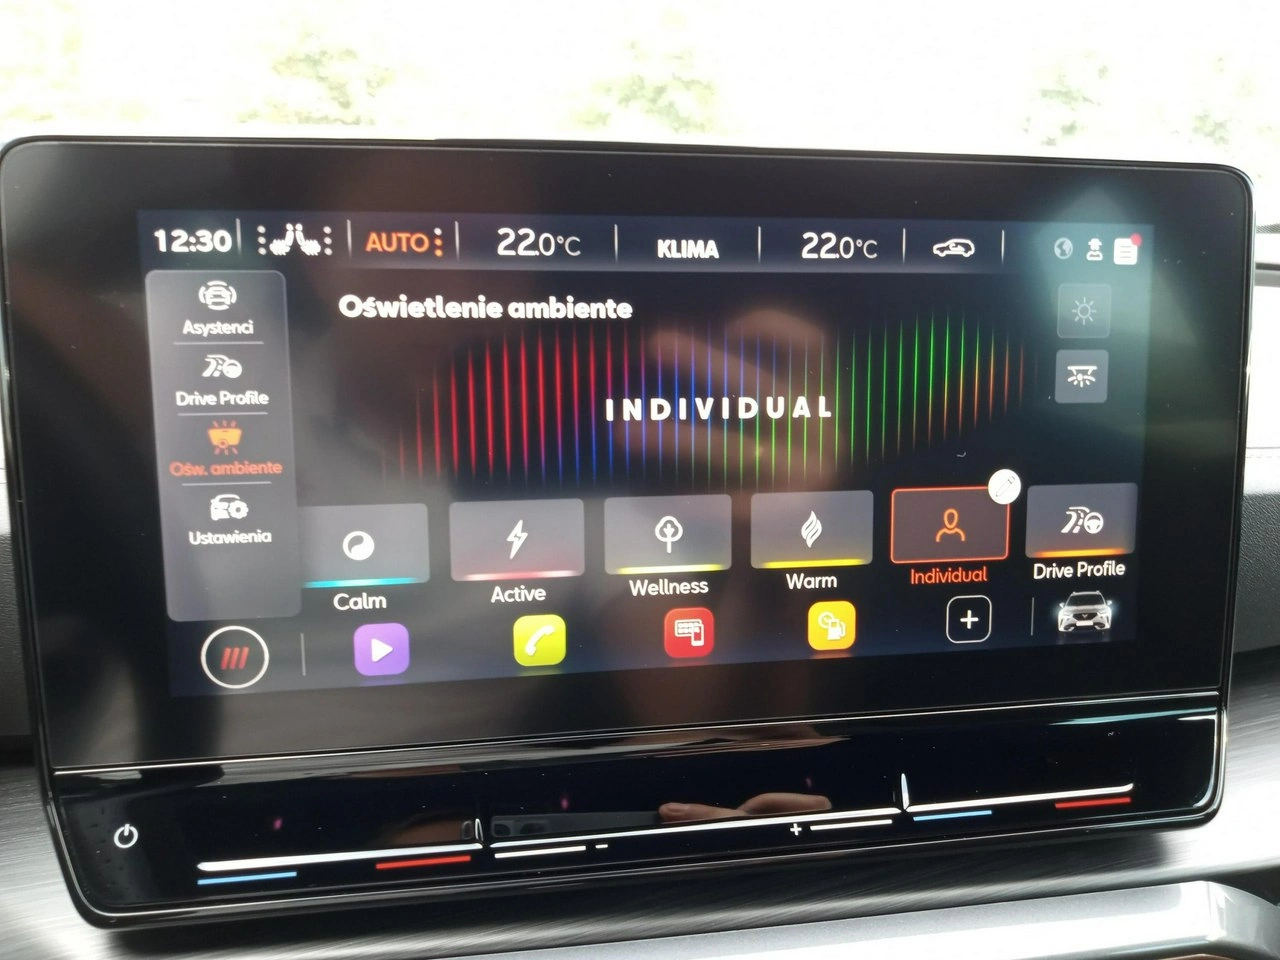 12:30 AUTO 22.0°C KLIMA 22.0°C
Asystenci
Drive Profile
Ośw. ambiente
Ustawienia
Oświetlenie ambiente
INDIVIDUAL
Calm
Active
Wellness
Warm
Individual
Drive Profile